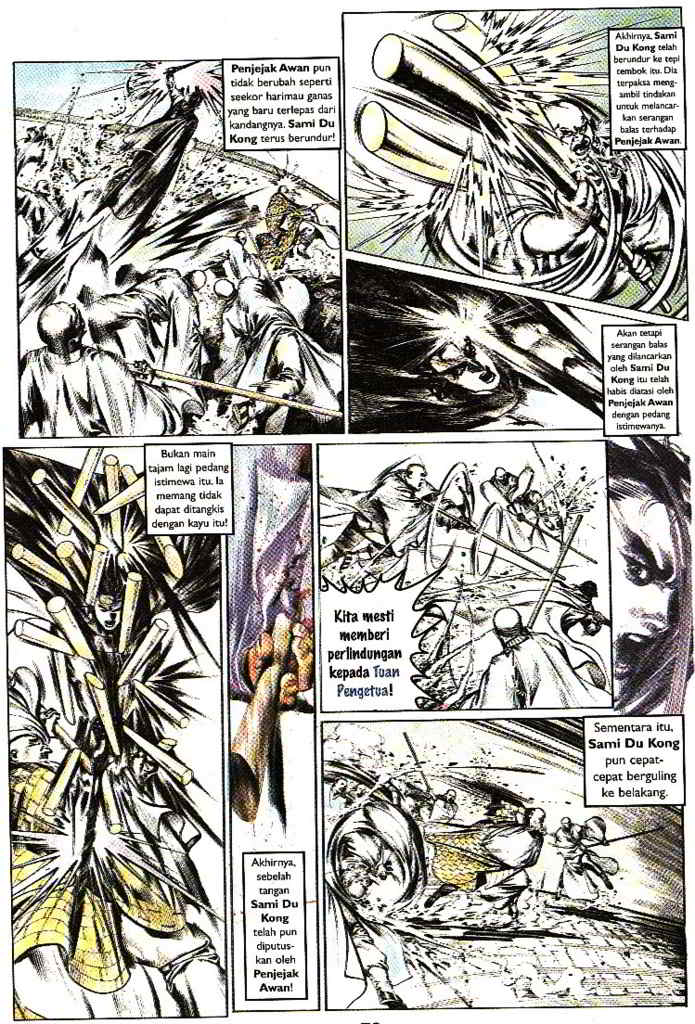 Penjejak Awan pun
tidak berubah seperti
seekor harimau ganas
yang baru terlepas dari
kandangnya. Sami Du
Kong terus berundur!
Akhirnya, Sami
Du Kong telah
berundur ke tepi
tembok itu. Dia
terpaksa meng-
ambil tindakan
untuk melancar-
kan serangan
balas terhadap
Penjejak Awan.
Akan tetapi
serangan balas
yang dilancarkan
oleh Sami Du
Kong itu telah
habis diatasi oleh
Penjejak Awan
dengan pedang
istimewanya.
Bukan main
tajam lagi pedang
istimewa itu. Ia
memang tidak
dapat ditangkis
dengan kayu itu!
Akhirnya,
sebelah
tangan
Sami Du
Kong
telah pun
diputus-
kan oleh
Penjejak
Awan!
Kita mesti
memberi
perlindungan
kepada Tuan
Pengetua!
Sementara itu,
Sami Du Kong
pun cepat-
cepat berguling
ke belakang.